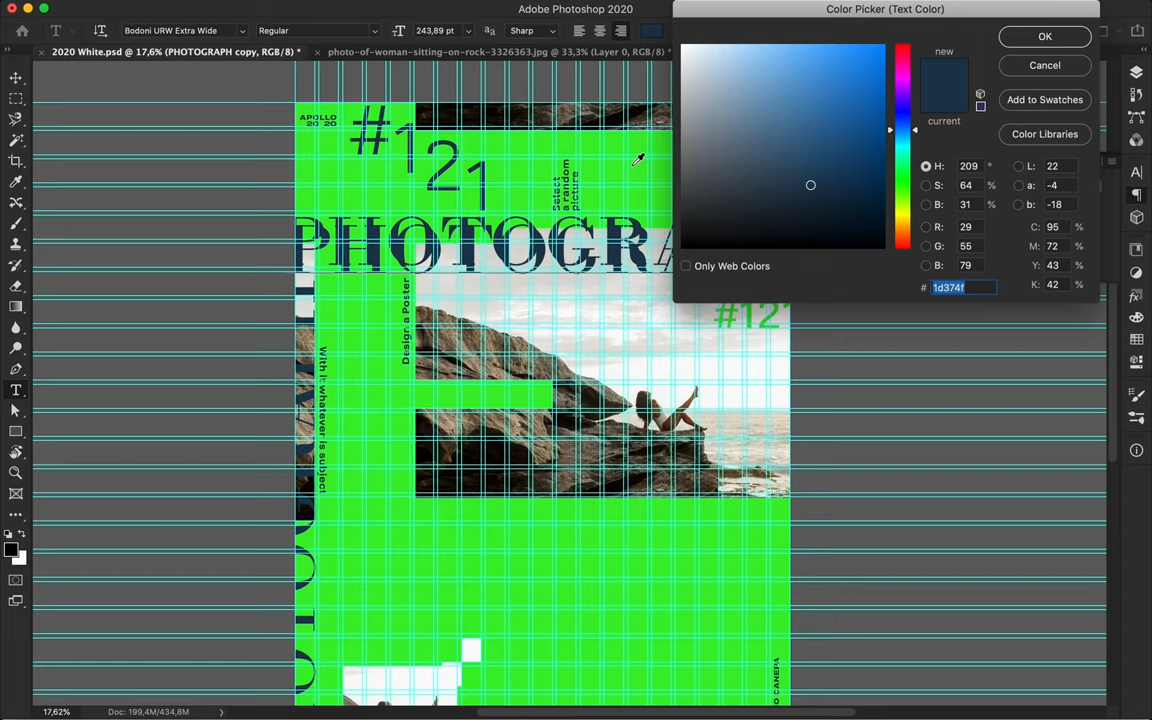 Adobe Photoshop 2020
Color Picker (Text Color)
Bodoni URW Extra Wide
Regular
243,89 pt
Sharp
2020 White.psd @ 17,6% (PHOTOGRAPH copy, RGB/8) *
photo-of-woman-sitting-on-rock-3326363.jpg @ 33,3% (Layer 0, RGB/8) *
new
current
OK
Cancel
Add to Swatches
Color Libraries
H: 209 °
S: 64 %
B: 31 %
R: 29
G: 55
B: 79
L: 22
a: -4
b: -18
C: 95 %
M: 72 %
Y: 43 %
K: 42 %
# 1d374f
Only Web Colors
APOLLO
20 20
#121
Select
a random
picture
PHOTOGRA
#121
Design a Poster
With it whatever is subject
O CANEPA
17,62%
Doc: 199,4M/434,8M